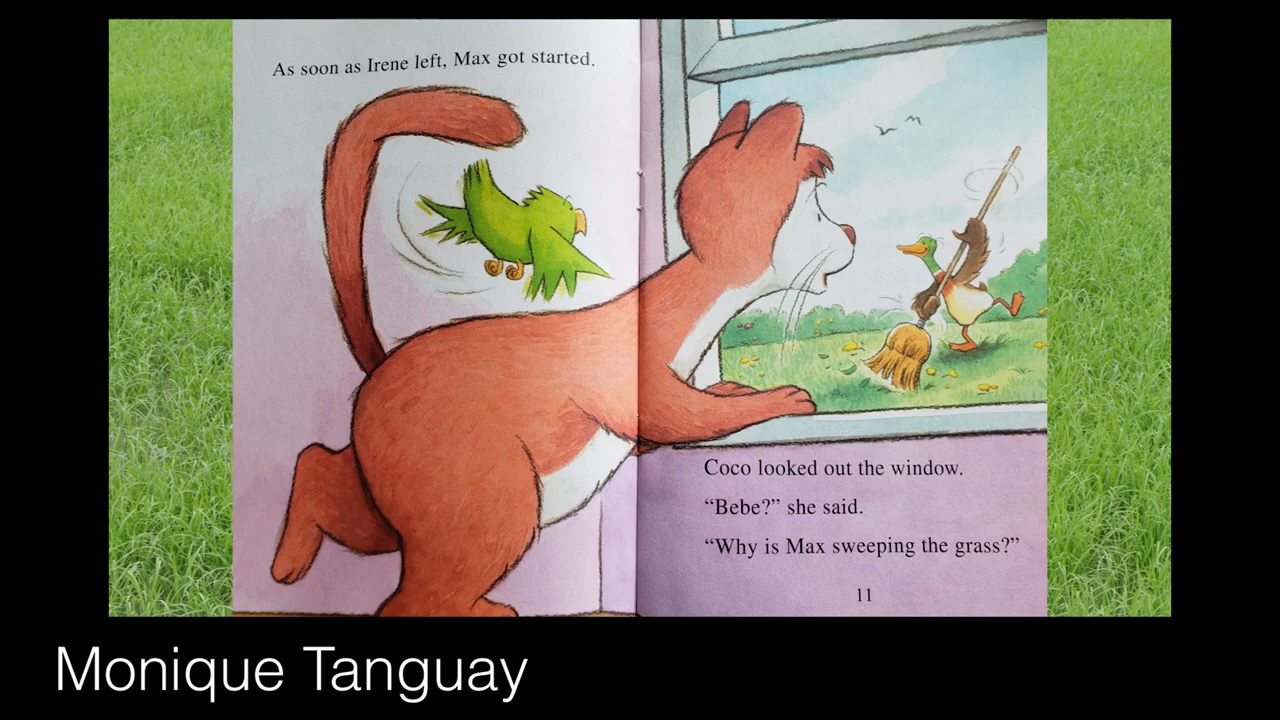 As soon as Irene left, Max got started.
Coco looked out the window.
“Bebe?” she said.
“Why is Max sweeping the grass?”
11
Monique Tanguay